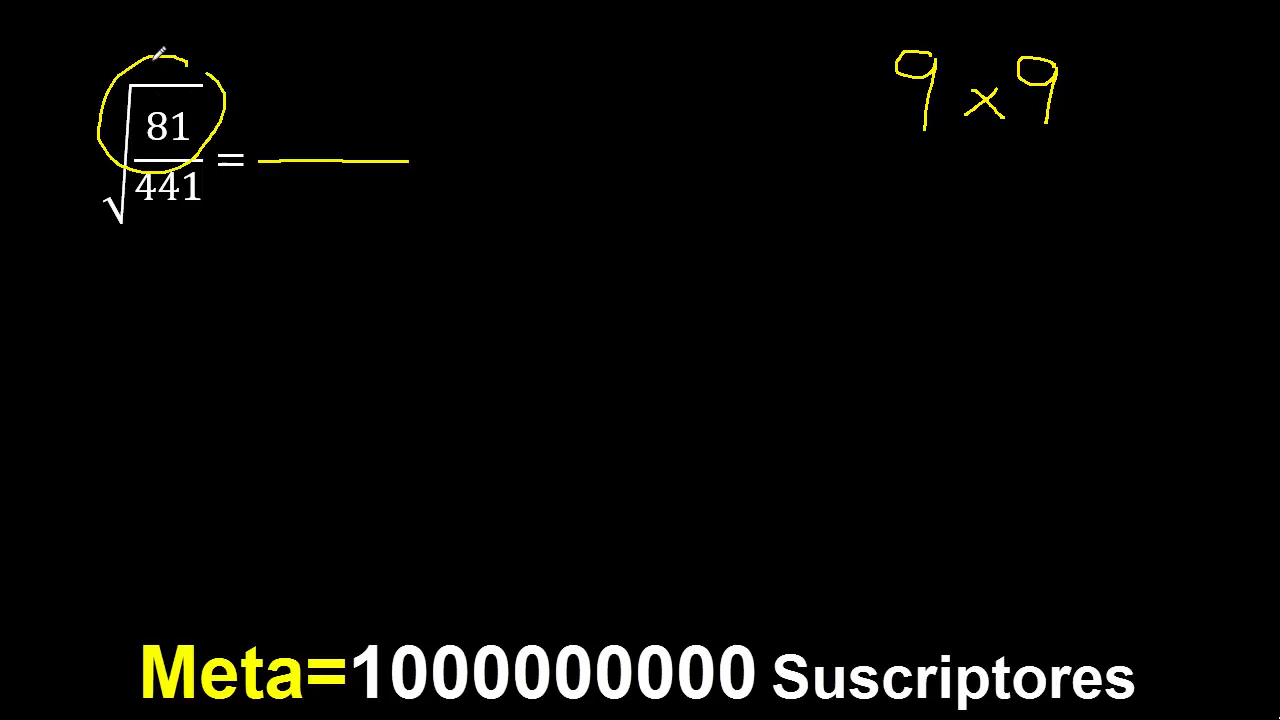 √81/441 = 
9 x 9
Meta=1000000000 Suscriptores